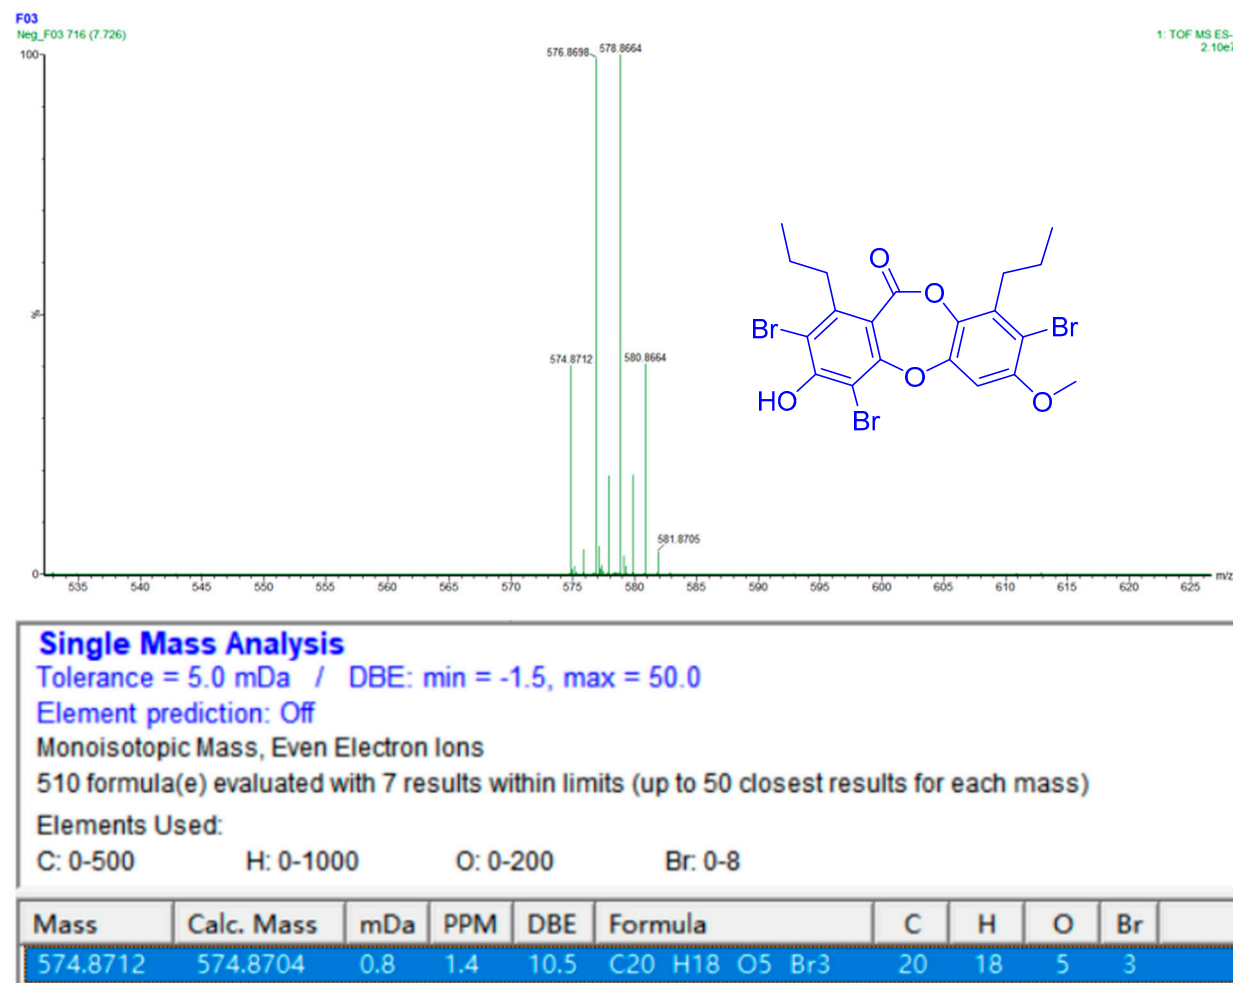 F03
Neg_F03 716 (7.726)
1: TOF MS ES-
2.10e7
100
576.8698
578.8664
%
574.8712
580.8664
581.8705
0
535 540 545 550 555 560 565 570 575 580 585 590 595 600 605 610 615 620 625 m/z
O
O
Br
Br
O
HO
Br
O
Single Mass Analysis
Tolerance = 5.0 mDa / DBE: min = -1.5, max = 50.0
Element prediction: Off
Monoisotopic Mass, Even Electron Ions
510 formula(e) evaluated with 7 results within limits (up to 50 closest results for each mass)
Elements Used:
C: 0-500 H: 0-1000 O: 0-200 Br: 0-8
Mass Calc. Mass mDa PPM DBE Formula C H O Br
574.8712 574.8704 0.8 1.4 10.5 C20 H18 O5 Br3 20 18 5 3